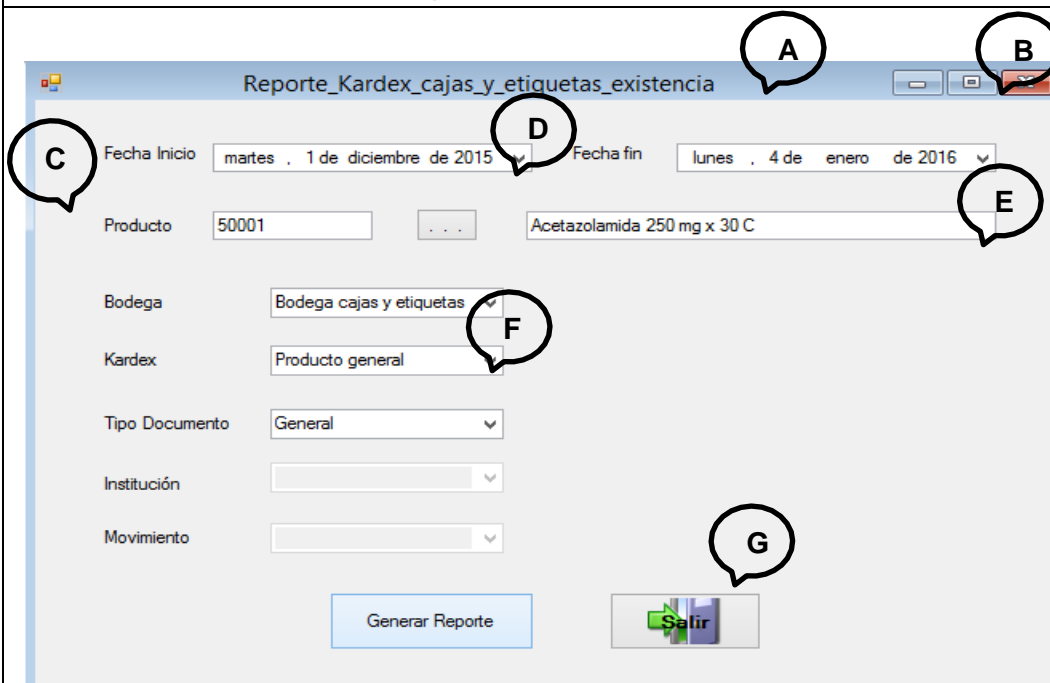 A
B
Reporte_Kardex_cajas_y_etiquetas_existencia
D
C
Fecha Inicio martes , 1 de diciembre de 2015 Fecha fin lunes , 4 de enero de 2016
E
Producto 50001 . . . Acetazolamida 250 mg x 30 C
Bodega Bodega cajas y etiquetas
F
Kardex Producto general
Tipo Documento General
Institución
Movimiento
G
Generar Reporte Salir